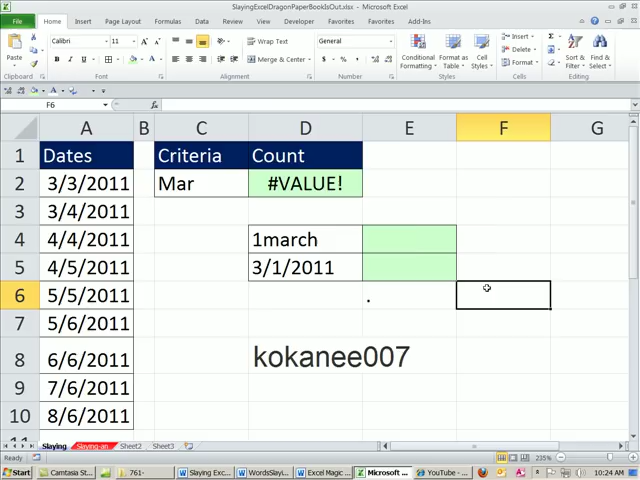 SlayingExcelDragonPaperBookIsOut.xlsx - Microsoft Excel
File Home Insert Page Layout Formulas Data Review View Developer Favorites Add-Ins
Paste Calibri 11 Wrap Text General Conditional Formatting Format as Table Cell Styles Insert Delete Format Sort & Filter Find & Select
Merge & Center
Clipboard Font Alignment Number Styles Cells Editing
F6 fx
A B C D E F G
1 Dates Criteria Count
2 3/3/2011 Mar #VALUE!
3 3/4/2011
4 4/4/2011 1march
5 4/5/2011 3/1/2011
6 5/5/2011 .
7 5/6/2011
8 6/6/2011 kokanee007
9 7/6/2011
10 8/6/2011
11
Slaying Slaying-an Sheet2 Sheet3
Ready 235%
Start Camtasia St... 761- Slaying Exc... WordsSlayin... Excel Magic ... Microsoft ... YouTube - ... 10:24 AM